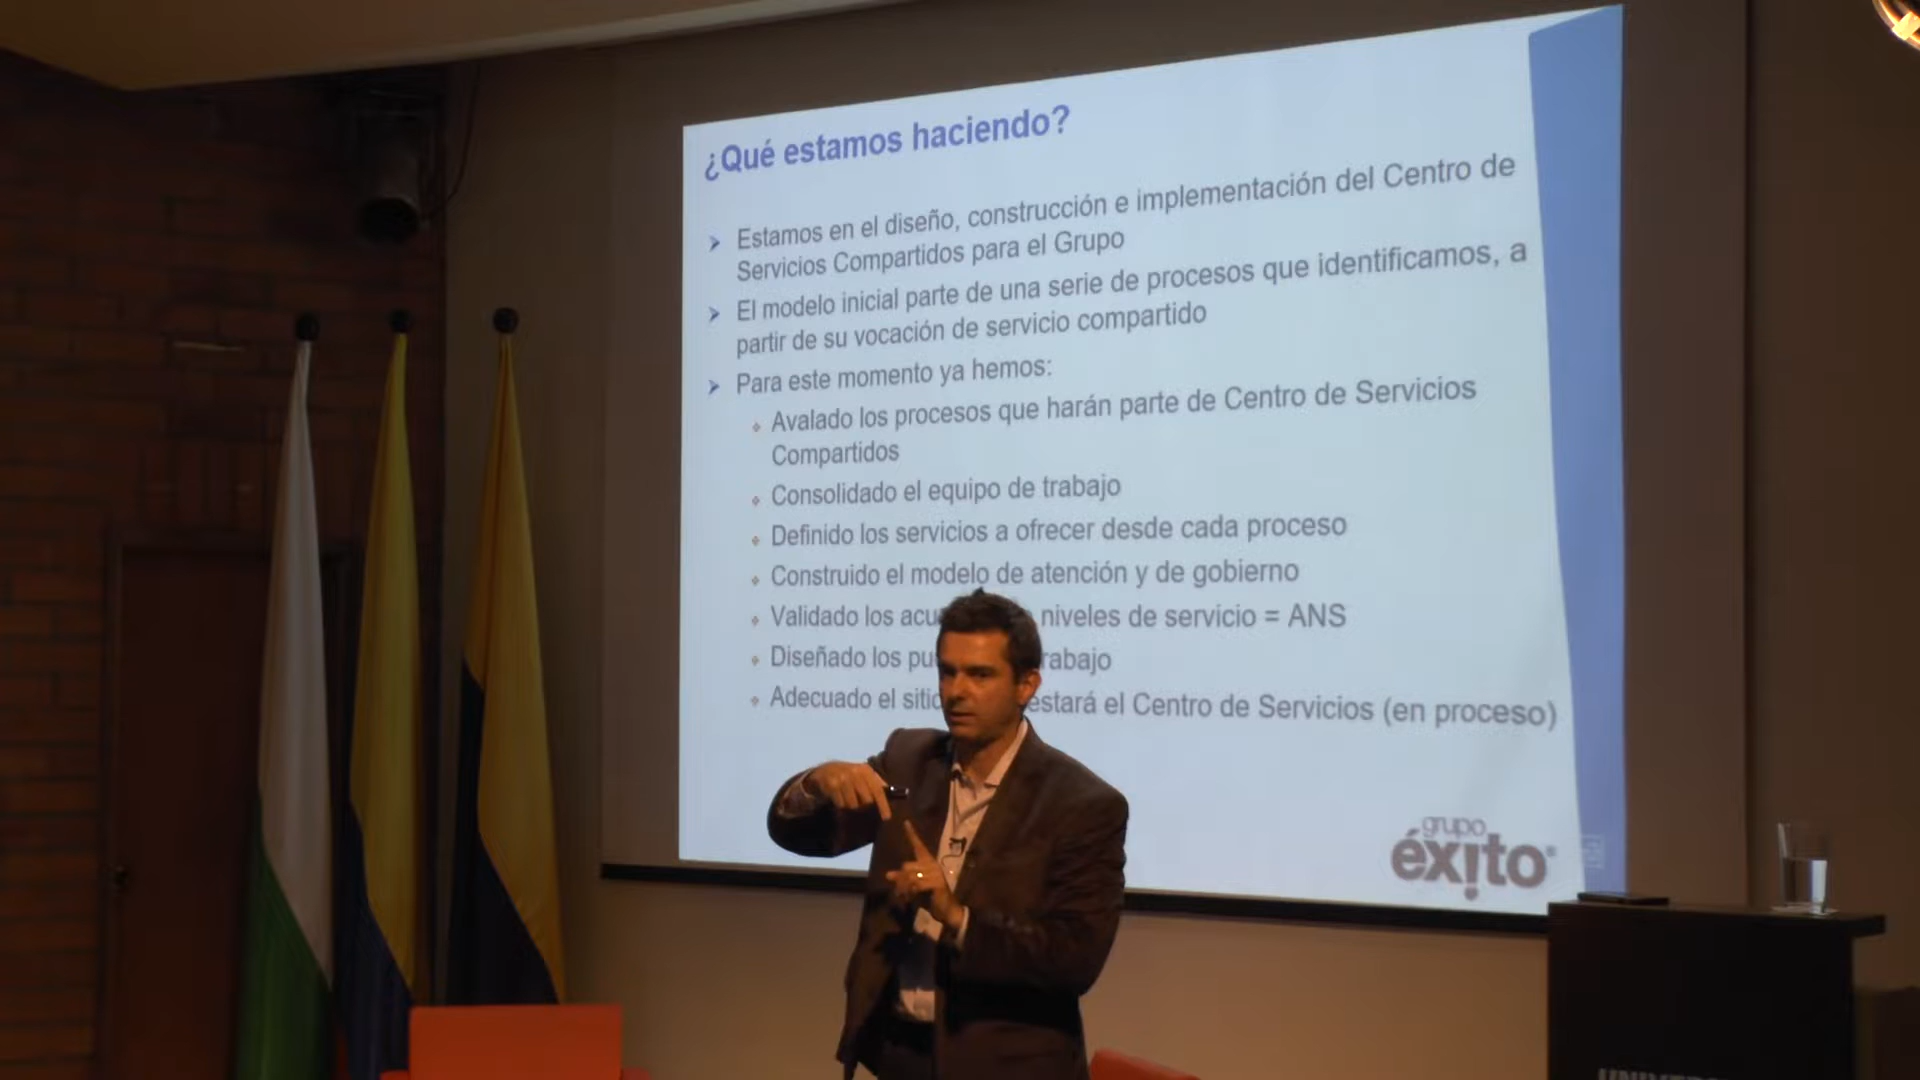 ¿Qué estamos haciendo?
➢ Estamos en el diseño, construcción e implementación del Centro de
Servicios Compartidos para el Grupo
➢ El modelo inicial parte de una serie de procesos que identificamos, a
partir de su vocación de servicio compartido
➢ Para este momento ya hemos:
❖ Avalado los procesos que harán parte de Centro de Servicios
Compartidos
❖ Consolidado el equipo de trabajo
❖ Definido los servicios a ofrecer desde cada proceso
❖ Construido el modelo de atención y de gobierno
❖ Validado los niveles de servicio = ANS
❖ Diseñado los
❖ Adecuado el estará el Centro de Servicios (en proceso)
grupo
éxito